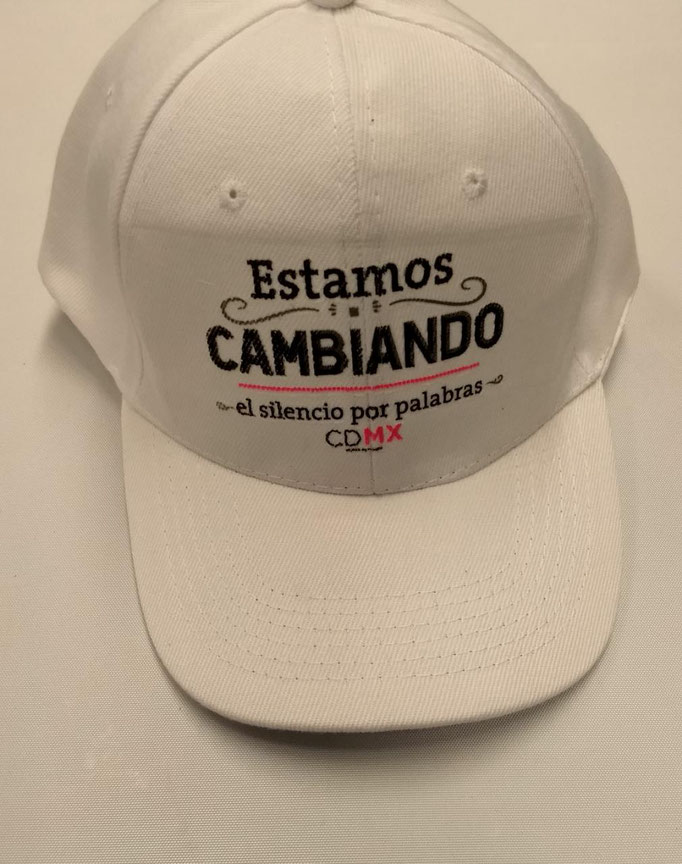 Estamos
CAMBIANDO
el silencio por palabras
CDMX